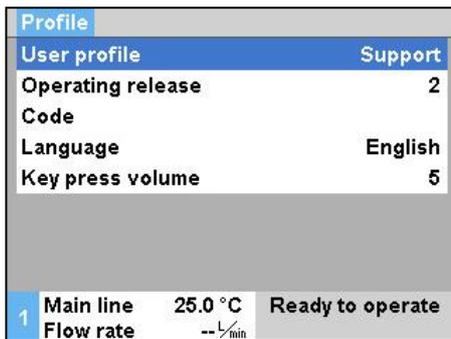 Profile
User profile Support
Operating release 2
Code
Language English
Key press volume 5
1 Main line 25.0 °C Ready to operate
Flow rate -- L/min